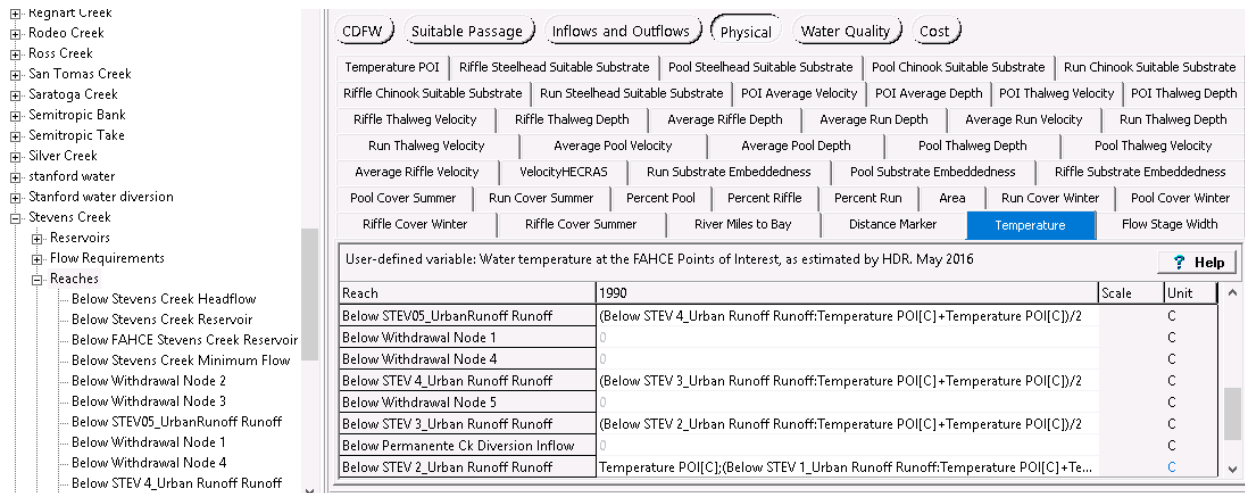 Regnart Creek
Rodeo Creek
Ross Creek
San Tomas Creek
Saratoga Creek
Semitropic Bank
Semitropic Take
Silver Creek
stanford water
Stanford water diversion
Stevens Creek
Reservoirs
Flow Requirements
Reaches
Below Stevens Creek Headflow
Below Stevens Creek Reservoir
Below FAHCE Stevens Creek Reservoir
Below Stevens Creek Minimum Flow
Below Withdrawal Node 2
Below Withdrawal Node 3
Below STEV05_UrbanRunoff Runoff
Below Withdrawal Node 1
Below Withdrawal Node 4
Below STEV 4_Urban Runoff Runoff
CDFW Suitable Passage Inflows and Outflows Physical Water Quality Cost
Temperature POI Riffle Steelhead Suitable Substrate Pool Steelhead Suitable Substrate Pool Chinook Suitable Substrate Run Chinook Suitable Substrate
Riffle Chinook Suitable Substrate Run Steelhead Suitable Substrate POI Average Velocity POI Average Depth POI Thalweg Velocity POI Thalweg Depth
Riffle Thalweg Velocity Riffle Thalweg Depth Average Riffle Depth Average Run Depth Average Run Velocity Run Thalweg Depth
Run Thalweg Velocity Average Pool Velocity Average Pool Depth Pool Thalweg Depth Pool Thalweg Velocity
Average Riffle Velocity VelocityHECRAS Run Substrate Embeddedness Pool Substrate Embeddedness Riffle Substrate Embeddedness
Pool Cover Summer Run Cover Summer Percent Pool Percent Riffle Percent Run Area Run Cover Winter Pool Cover Winter
Riffle Cover Winter Riffle Cover Summer River Miles to Bay Distance Marker Temperature Flow Stage Width
User-defined variable: Water temperature at the FAHCE Points of Interest, as estimated by HDR. May 2016 ? Help
Reach 1990 Scale Unit
Below STEV05_UrbanRunoff Runoff (Below STEV 4_Urban Runoff Runoff:Temperature POI[C]+Temperature POI[C])/2 C
Below Withdrawal Node 1 0 C
Below Withdrawal Node 4 0 C
Below STEV 4_Urban Runoff Runoff (Below STEV 3_Urban Runoff Runoff:Temperature POI[C]+Temperature POI[C])/2 C
Below Withdrawal Node 5 0 C
Below STEV 3_Urban Runoff Runoff (Below STEV 2_Urban Runoff Runoff:Temperature POI[C]+Temperature POI[C])/2 C
Below Permanente Ck Diversion Inflow 0 C
Below STEV 2_Urban Runoff Runoff Temperature POI[C];(Below STEV 1_Urban Runoff Runoff:Temperature POI[C]+Te... C